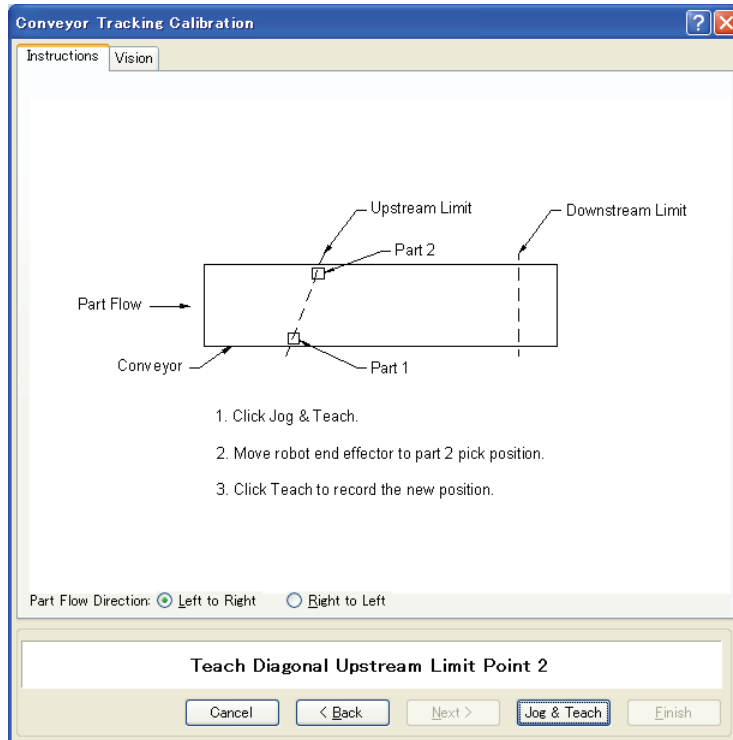 Conveyor Tracking Calibration
Instructions Vision
Upstream Limit
Downstream Limit
Part 2
Part Flow
Conveyor
Part 1
1. Click Jog & Teach.
2. Move robot end effector to part 2 pick position.
3. Click Teach to record the new position.
Part Flow Direction: Left to Right Right to Left
Teach Diagonal Upstream Limit Point 2
Cancel < Back Next > Jog & Teach Finish